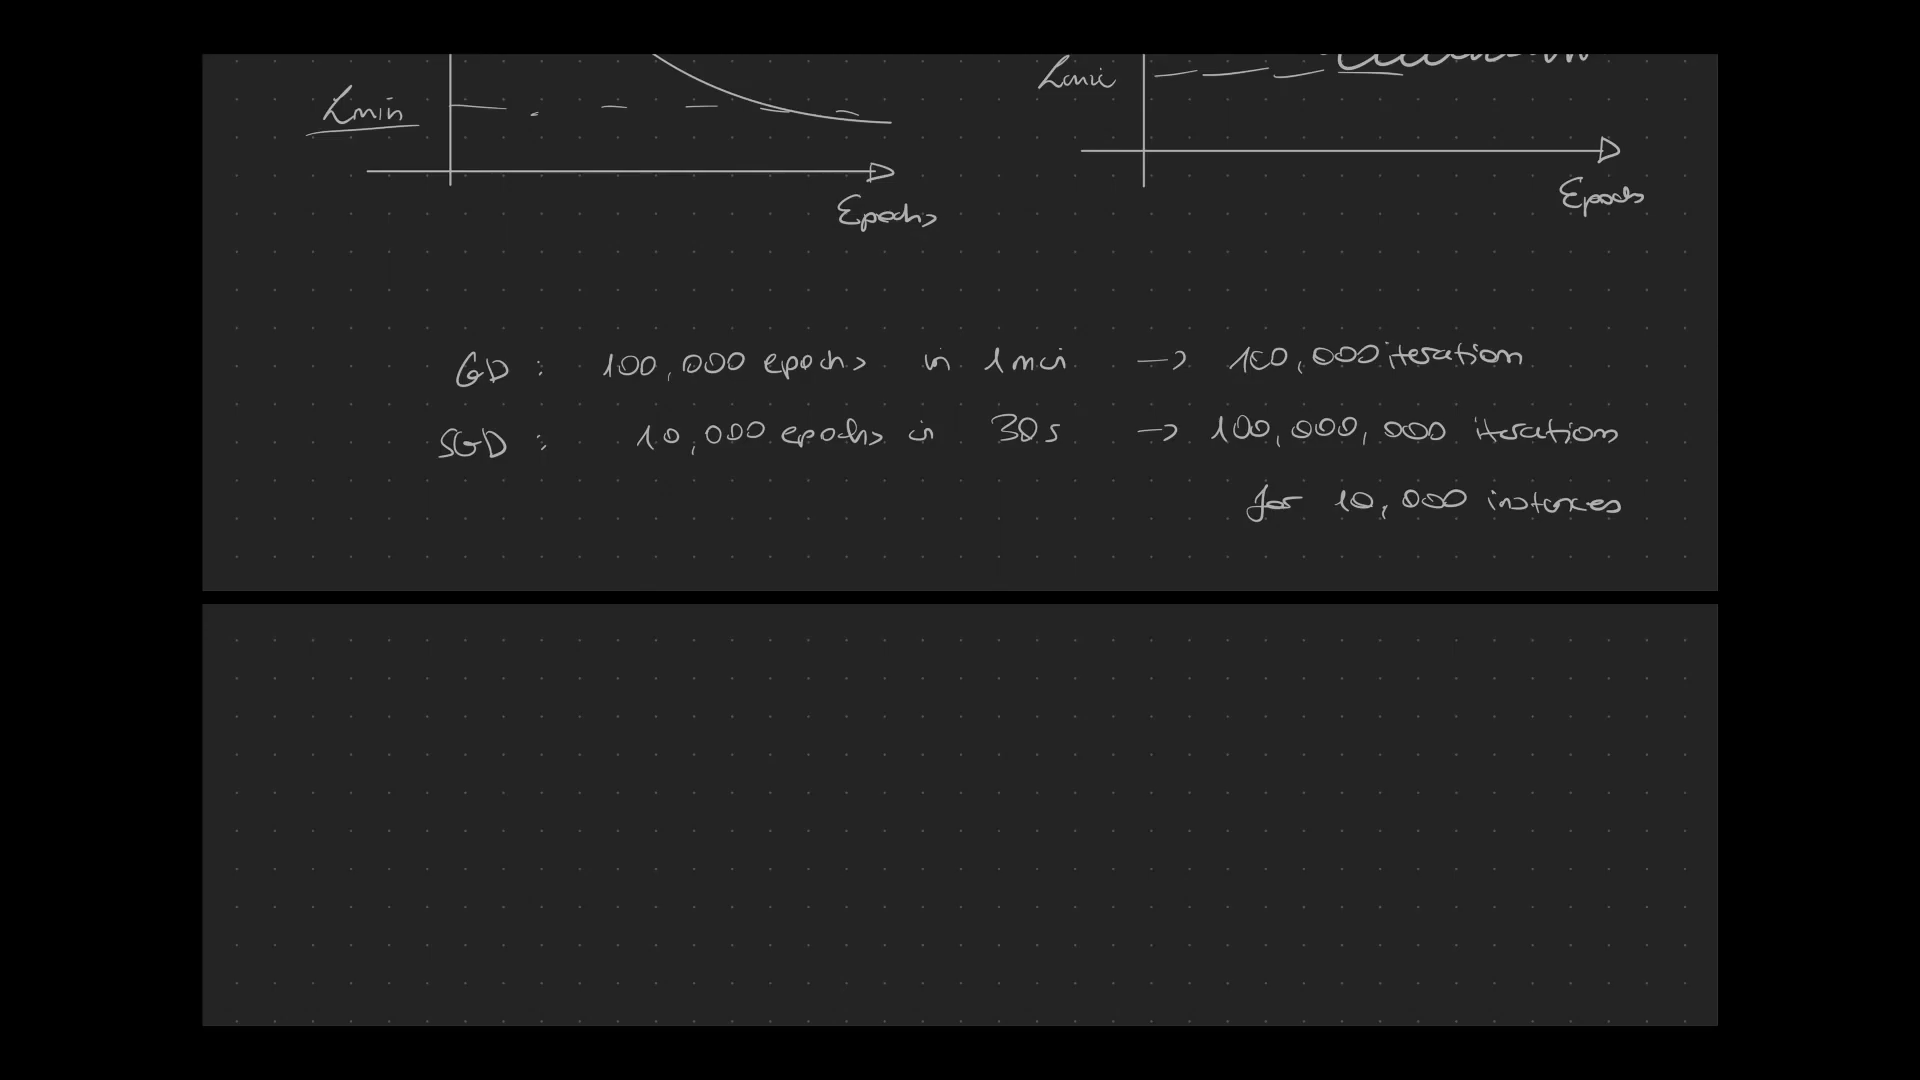 Lmin
Lmin
Epochs
Epochs
GD : 100,000 epochs in 1 min -> 100,000 iteration
SGD : 10,000 epochs in 30s -> 100,000,000 iteration
for 10,000 instances